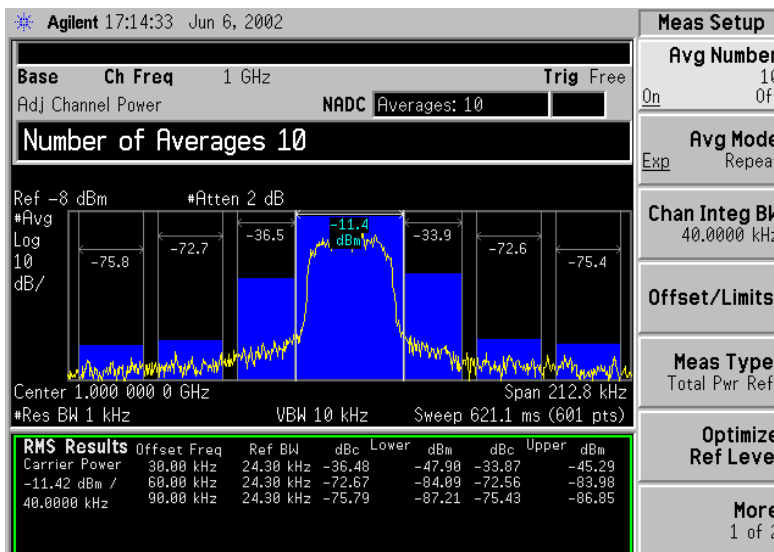 Agilent 17:14:33 Jun 6, 2002
Base Ch Freq 1 GHz Trig Free
Adj Channel Power NADC Averages: 10
Number of Averages 10
Ref -8 dBm #Atten 2 dB
#Avg
Log
10
dB/
-75.8 -72.7 -36.5 -11.4 dBm -33.9 -72.6 -75.4
Center 1.000 000 0 GHz Span 212.8 kHz
#Res BW 1 kHz VBW 10 kHz Sweep 621.1 ms (601 pts)
RMS Results Offset Freq Ref BW dBc Lower dBm dBc Upper dBm
Carrier Power 30.00 kHz 24.30 kHz -36.48 -47.90 -33.87 -45.29
-11.42 dBm / 60.00 kHz 24.30 kHz -72.67 -84.09 -72.56 -83.98
40.0000 kHz 90.00 kHz 24.30 kHz -75.79 -87.21 -75.43 -86.85
Meas Setup
Avg Number
10
On Of
Avg Mode
Exp Repea
Chan Integ B
40.0000 kHz
Offset/Limits
Meas Type
Total Pwr Ref
Optimize
Ref Leve
More
1 of 2